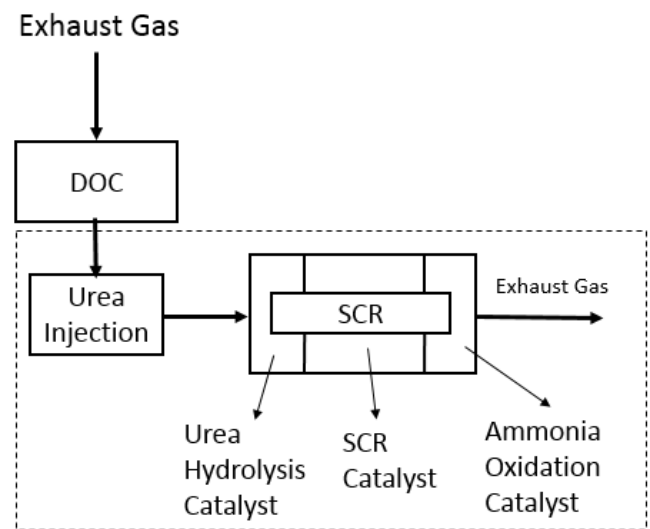 Exhaust Gas
DOC
Urea
Injection
SCR
Exhaust Gas
Urea
Hydrolysis
Catalyst
SCR
Catalyst
Ammonia
Oxidation
Catalyst